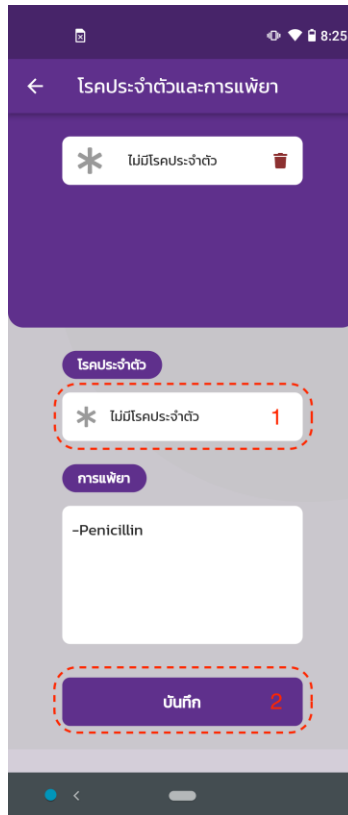 8:25
โรคประจำตัวและการแพ้ยา
ไม่มีโรคประจำตัว
โรคประจำตัว
ไม่มีโรคประจำตัว 1
การแพ้ยา
-Penicillin
บันทึก 2